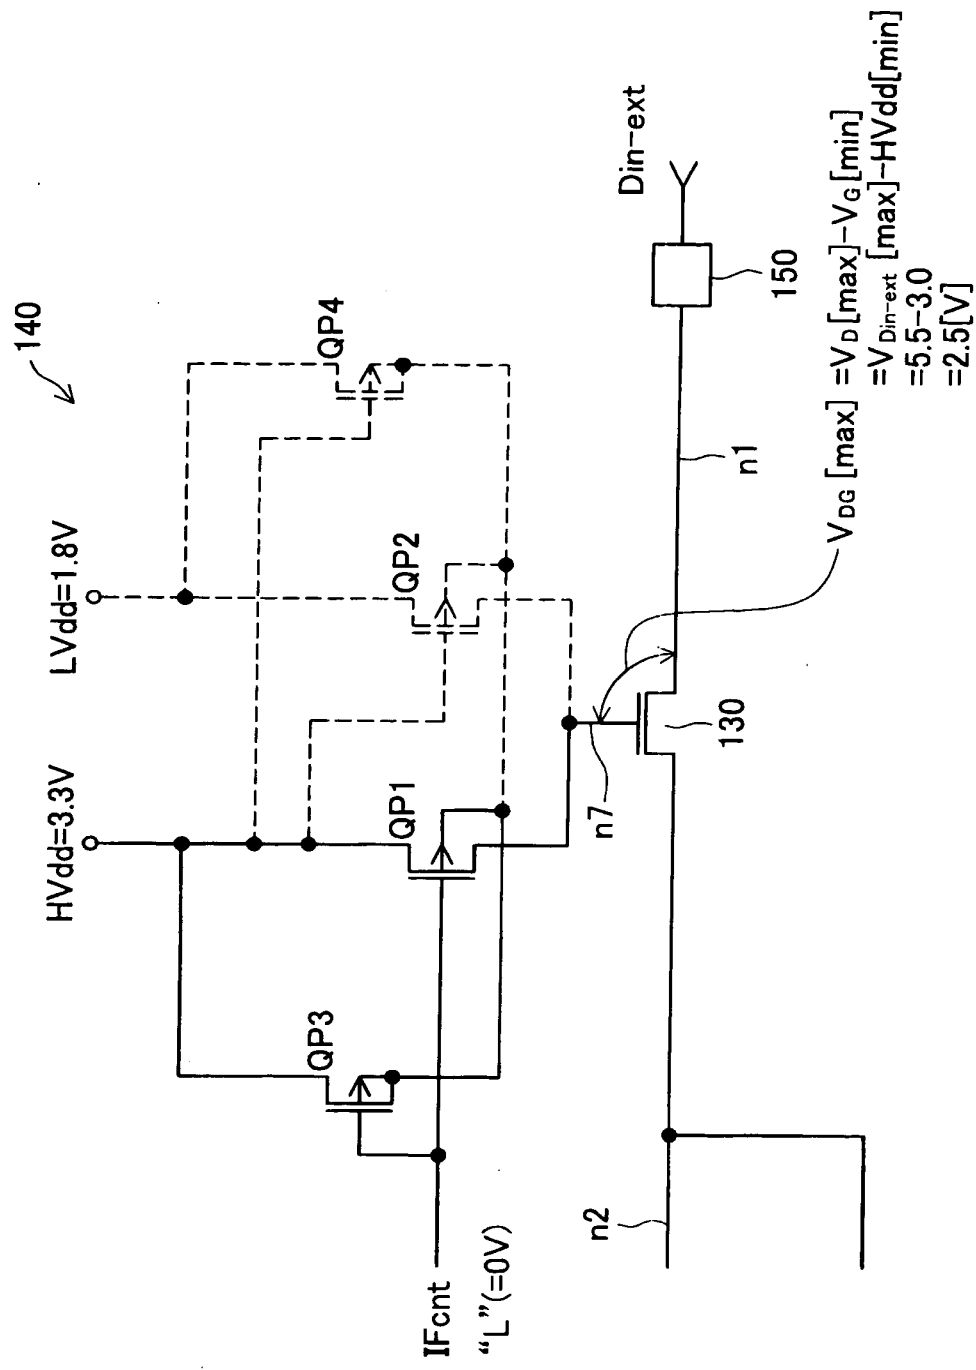 140
HVdd=3.3V
LVdd=1.8V
QP3
QP1
QP2
QP4
IFcnt
“L”(=0V)
n7
Din-ext
n2
130
n1
150
VDG [max] =VD[max]-VG[min]
=VDin-ext [max]-HVdd[min]
=5.5-3.0
=2.5[V]